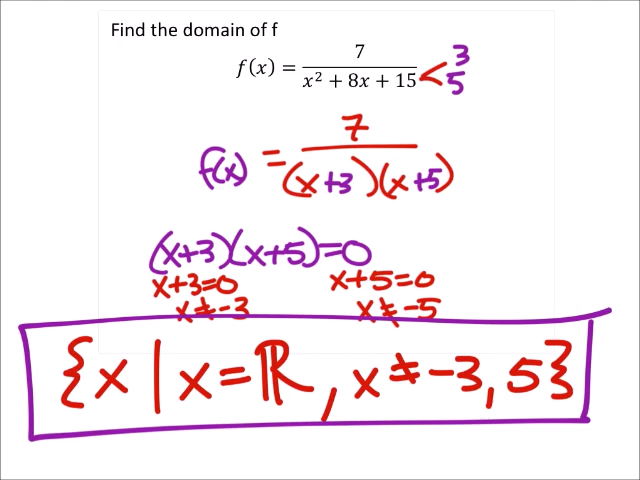 Find the domain of f
f(x) = 7 / (x² + 8x + 15) < 3 5
f(x) = 7 / ((x+3)(x+5))
(x+3)(x+5)=0
x+3=0 x+5=0
x≠-3 x≠-5
{x | x=ℝ, x≠-3, 5}